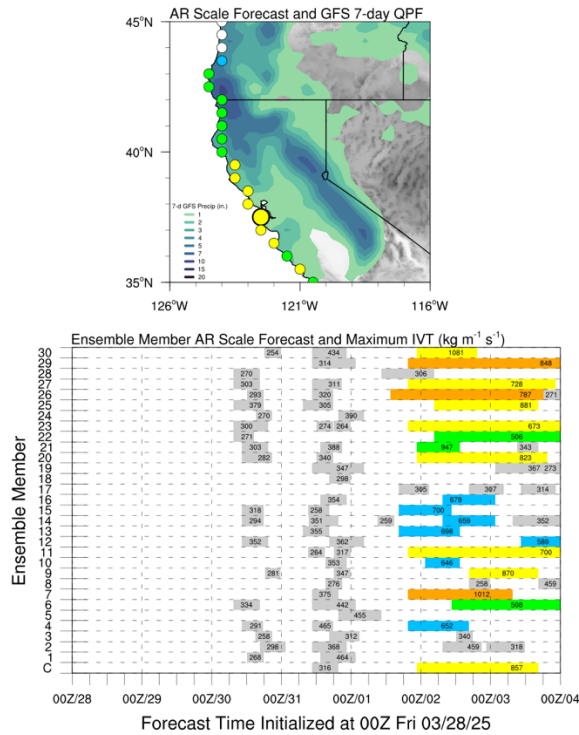 AR Scale Forecast and GFS 7-day QPF
45°N
40°N
35°N
7-d GFS Precip (in.)
1
2
3
4
5
7
10
15
20
126°W 121°W 116°W
Ensemble Member AR Scale Forecast and Maximum IVT (kg m⁻¹ s⁻¹)
Ensemble Member
30 254 434 1081
29 314 848
28 270 306
27 303 311 728
26 293 320 787 271
25 379 305 881
24 270 390
23 300 274 264 673
22 271 506
21 303 388 947 343
20 282 340 823
19 347 367 273
18 298
17 395 397 314
16 354 678
15 318 258 700
14 294 351 259 659 352
13 355 698
12 352 362 589
11 264 317 700
10 353 646
9 281 347 870
8 276 258 459
7 375 1012
6 334 442 508
5 455
4 291 465 652
3 258 312 340
2 298 368 459 318
1 268 464
C 316 857
00Z/28 00Z/29 00Z/30 00Z/31 00Z/01 00Z/02 00Z/03 00Z/04
Forecast Time Initialized at 00Z Fri 03/28/25